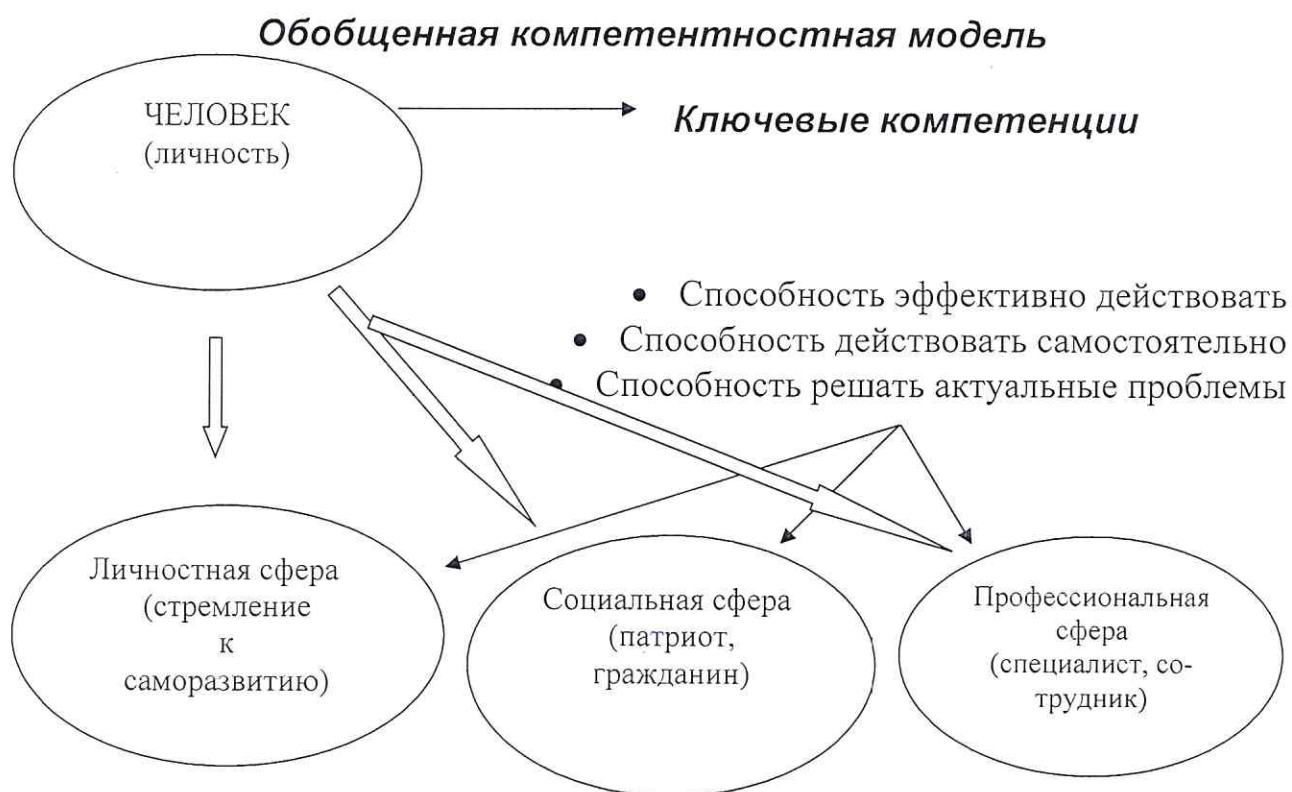 Обобщенная компетентностная модель
ЧЕЛОВЕК
(личность)
Ключевые компетенции
• Способность эффективно действовать
• Способность действовать самостоятельно
• Способность решать актуальные проблемы
Личностная сфера
(стремление
к
саморазвитию)
Социальная сфера
(патриот,
гражданин)
Профессиональная
сфера
(специалист, со-
трудник)